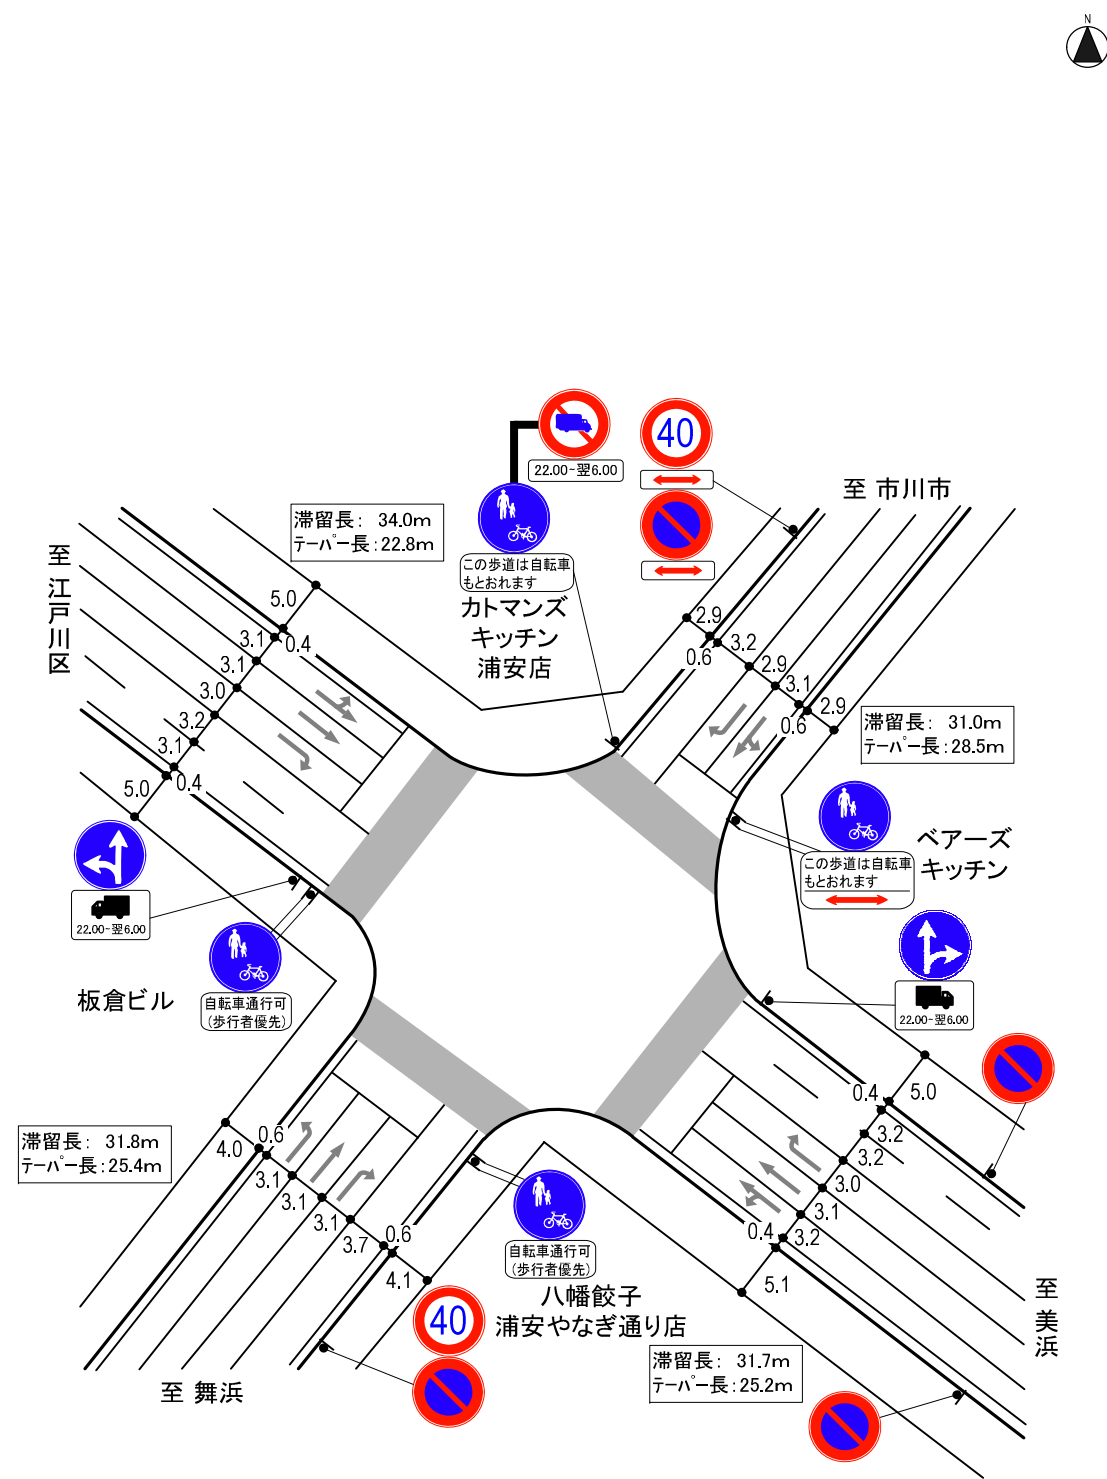 N
22.00~翌6.00
40
この歩道は自転車
もとおれます
カトマンズ
キッチン
浦安店
至 市川市
滞留長: 34.0m
テーパー長:22.8m
至 江戸川区
5.0
0.4
3.1
3.1
3.0
3.2
3.1
0.4
5.0
2.9
0.6
3.2
2.9
3.1
0.6
2.9
滞留長: 31.0m
テーパー長:28.5m
この歩道は自転車
もとおれます
ベアーズ
キッチン
22.00~翌6.00
自転車通行可
(歩行者優先)
板倉ビル
22.00~翌6.00
滞留長: 31.8m
テーパー長:25.4m
4.0
0.6
3.1
3.1
3.1
3.7
0.6
4.1
5.0
0.4
3.2
3.2
3.0
3.1
3.2
0.4
5.1
自転車通行可
(歩行者優先)
八幡餃子
浦安やなぎ通り店
40
至 舞浜
滞留長: 31.7m
テーパー長:25.2m
至 美浜